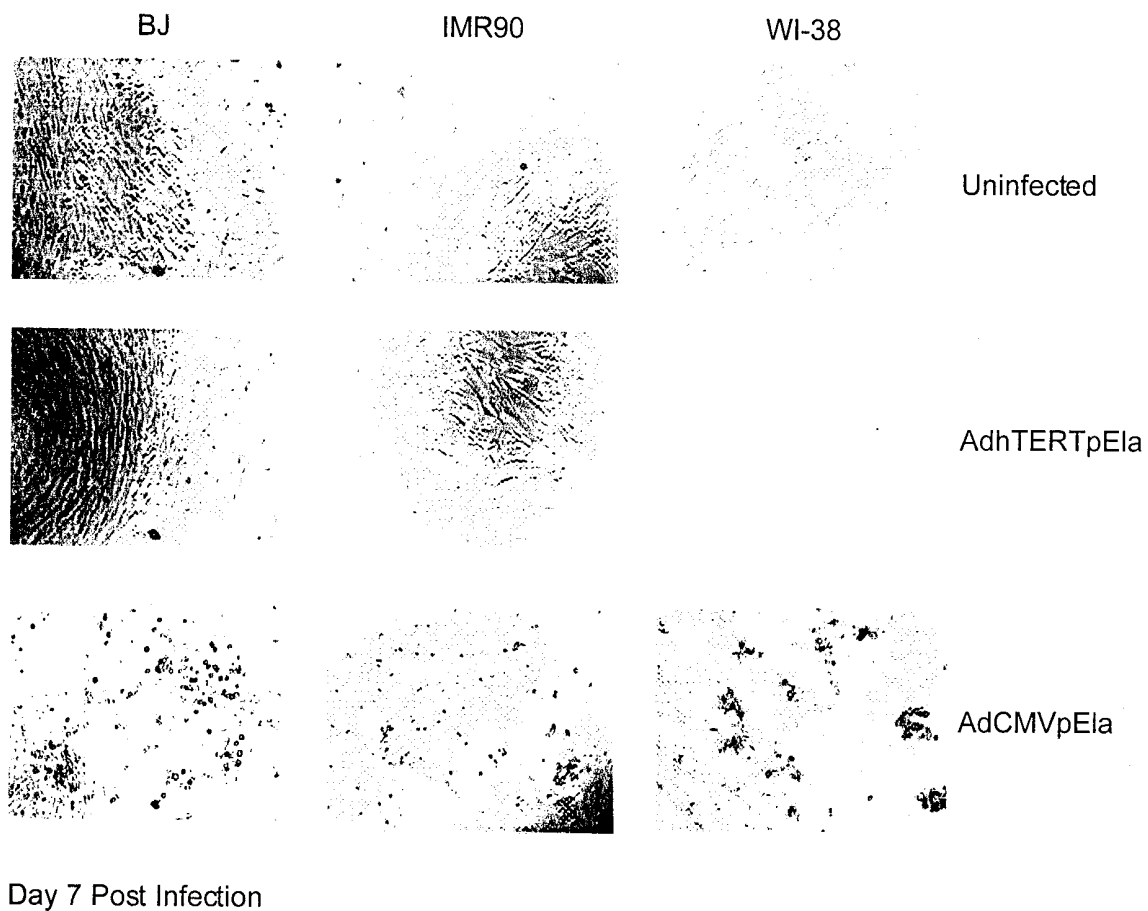 BJ IMR90 WI-38
Uninfected
AdhTERTpEla
AdCMVpEla
Day 7 Post Infection